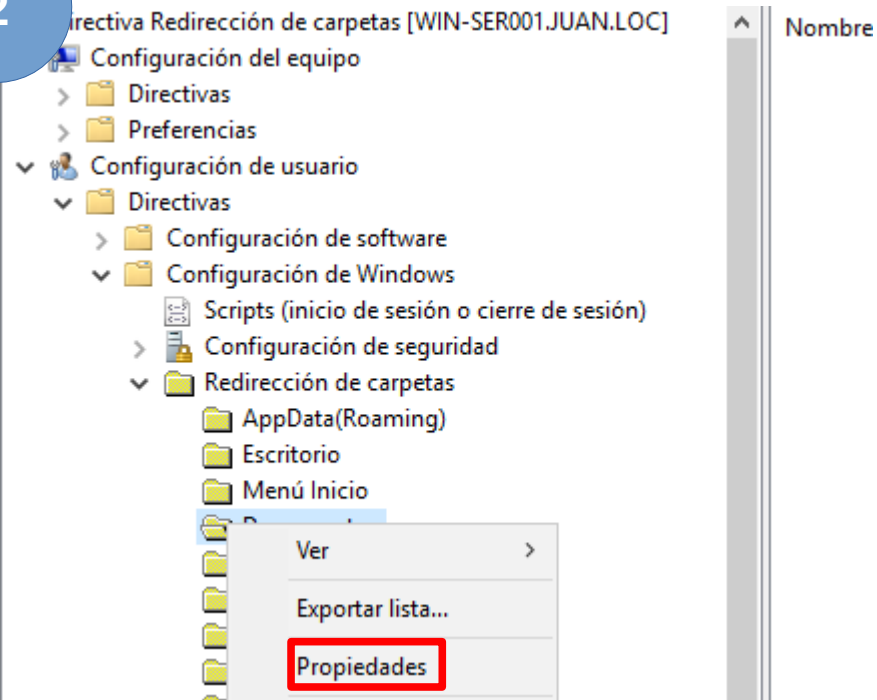 2
irectiva Redirección de carpetas [WIN-SER001.JUAN.LOC]
Nombre
Configuración del equipo
Directivas
Preferencias
Configuración de usuario
Directivas
Configuración de software
Configuración de Windows
Scripts (inicio de sesión o cierre de sesión)
Configuración de seguridad
Redirección de carpetas
AppData(Roaming)
Escritorio
Menú Inicio
Ver
Exportar lista...
Propiedades